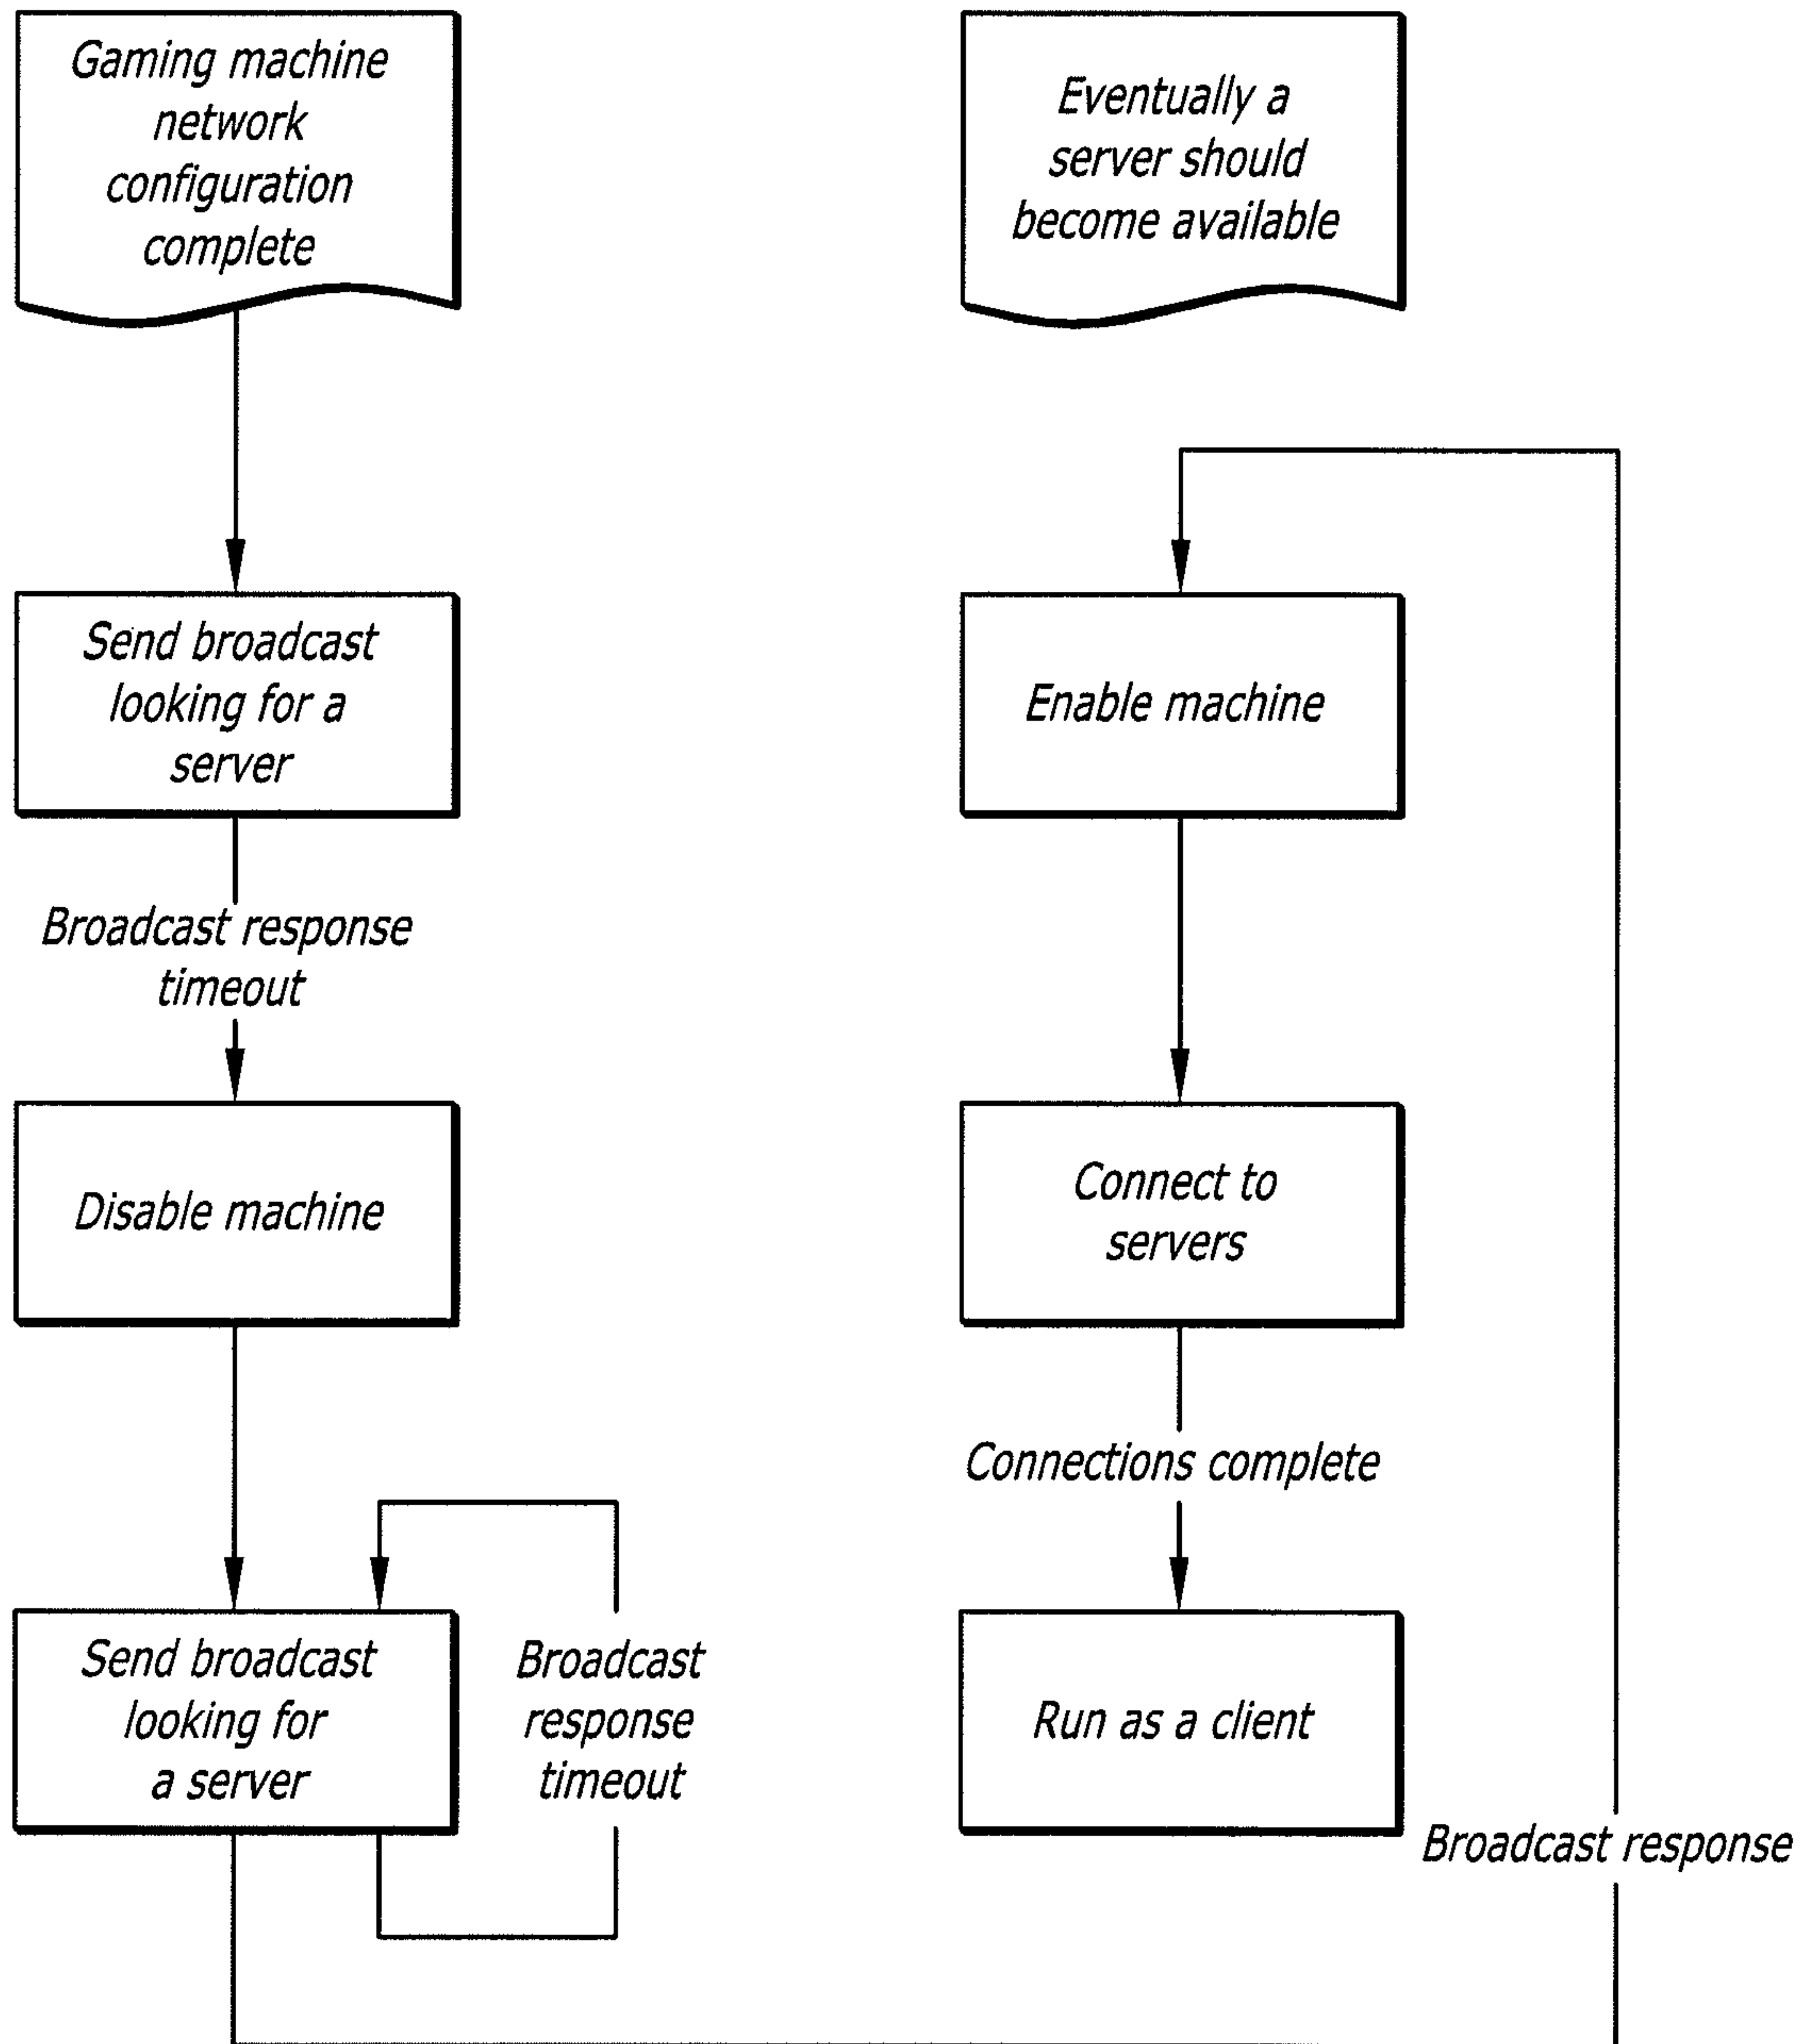 Gaming machine
network
configuration
complete
Send broadcast
looking for a
server
Broadcast response
timeout
Disable machine
Send broadcast
looking for
a server
Broadcast
response
timeout
Eventually a
server should
become available
Enable machine
Connect to
servers
Connections complete
Run as a client
Broadcast response